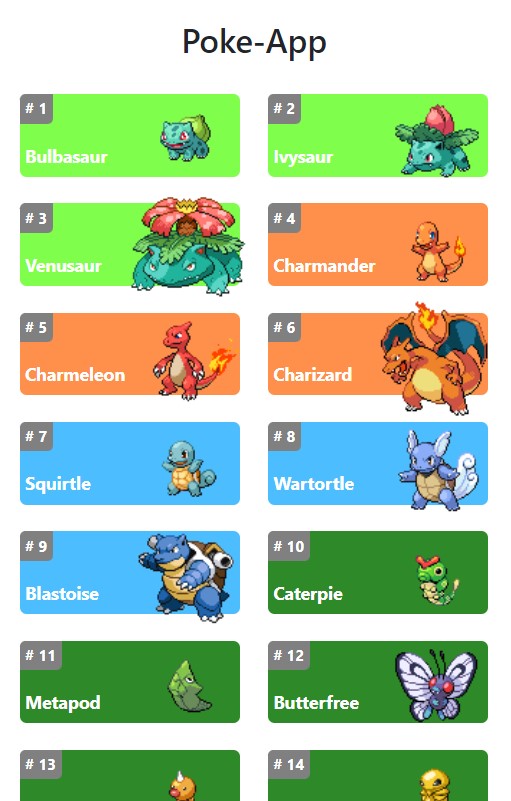 Poke-App
# 1
Bulbasaur
# 2
Ivysaur
# 3
Venusaur
# 4
Charmander
# 5
Charmeleon
# 6
Charizard
# 7
Squirtle
# 8
Wartortle
# 9
Blastoise
# 10
Caterpie
# 11
Metapod
# 12
Butterfree
# 13
# 14